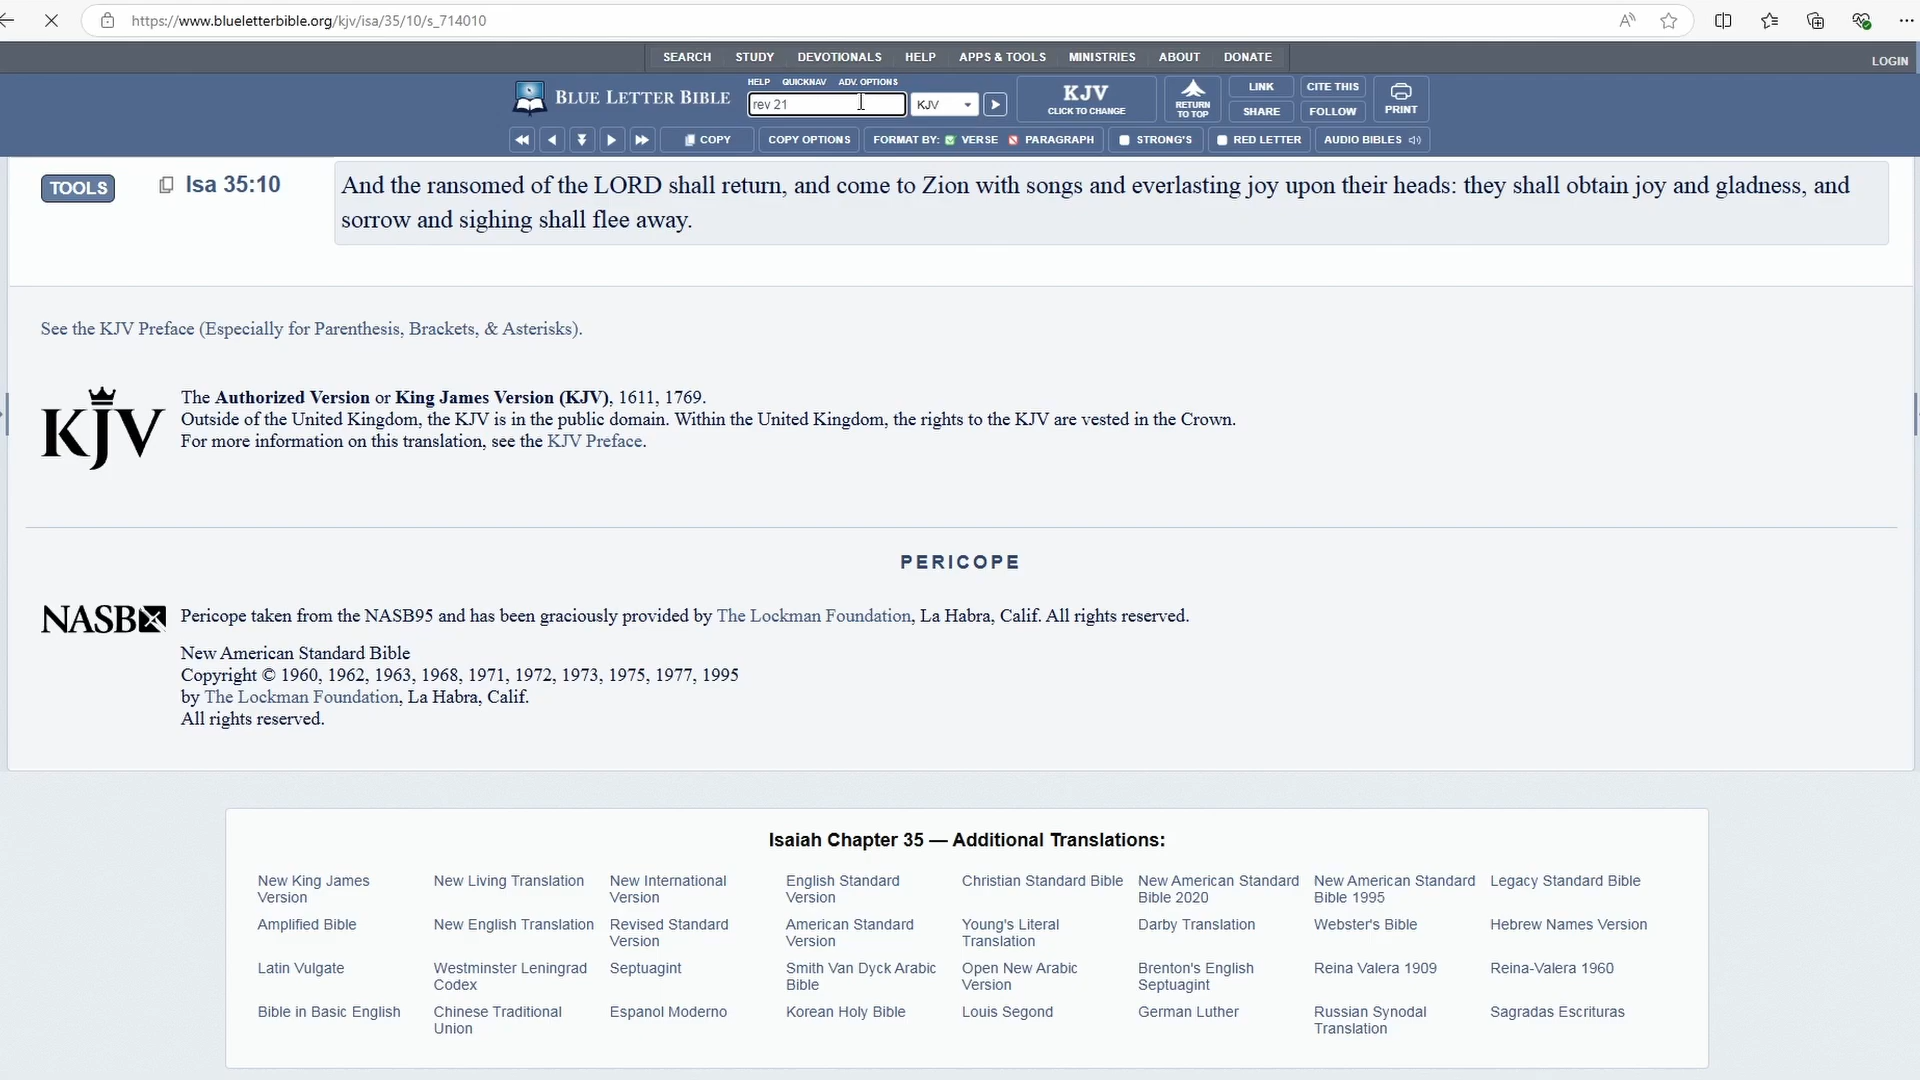 https://www.blueletterbible.org/kjv/isa/35/10/s_714010
SEARCH STUDY DEVOTIONALS HELP APPS & TOOLS MINISTRIES ABOUT DONATE
LOGIN
BLUE LETTER BIBLE
HELP QUICKNAV ADV. OPTIONS
rev 21
KJV
KJV
CLICK TO CHANGE
RETURN
TO TOP
LINK CITE THIS
SHARE FOLLOW
PRINT
COPY COPY OPTIONS FORMAT BY: VERSE PARAGRAPH STRONG'S RED LETTER AUDIO BIBLES
TOOLS
Isa 35:10
And the ransomed of the LORD shall return, and come to Zion with songs and everlasting joy upon their heads: they shall obtain joy and gladness, and
sorrow and sighing shall flee away.
See the KJV Preface (Especially for Parenthesis, Brackets, & Asterisks).
KJV
The Authorized Version or King James Version (KJV), 1611, 1769.
Outside of the United Kingdom, the KJV is in the public domain. Within the United Kingdom, the rights to the KJV are vested in the Crown.
For more information on this translation, see the KJV Preface.
PERICOPE
NASB
Pericope taken from the NASB95 and has been graciously provided by The Lockman Foundation, La Habra, Calif. All rights reserved.
New American Standard Bible
Copyright © 1960, 1962, 1963, 1968, 1971, 1972, 1973, 1975, 1977, 1995
by The Lockman Foundation, La Habra, Calif.
All rights reserved.
Isaiah Chapter 35 — Additional Translations:
New King James
Version
New Living Translation
New International
Version
English Standard
Version
Christian Standard Bible
New American Standard
Bible 2020
New American Standard
Bible 1995
Legacy Standard Bible
Amplified Bible
New English Translation
Revised Standard
Version
American Standard
Version
Young's Literal
Translation
Darby Translation
Webster's Bible
Hebrew Names Version
Latin Vulgate
Westminster Leningrad
Codex
Septuagint
Smith Van Dyck Arabic
Bible
Open New Arabic
Version
Brenton's English
Septuagint
Reina Valera 1909
Reina-Valera 1960
Bible in Basic English
Chinese Traditional
Union
Espanol Moderno
Korean Holy Bible
Louis Segond
German Luther
Russian Synodal
Translation
Sagradas Escrituras